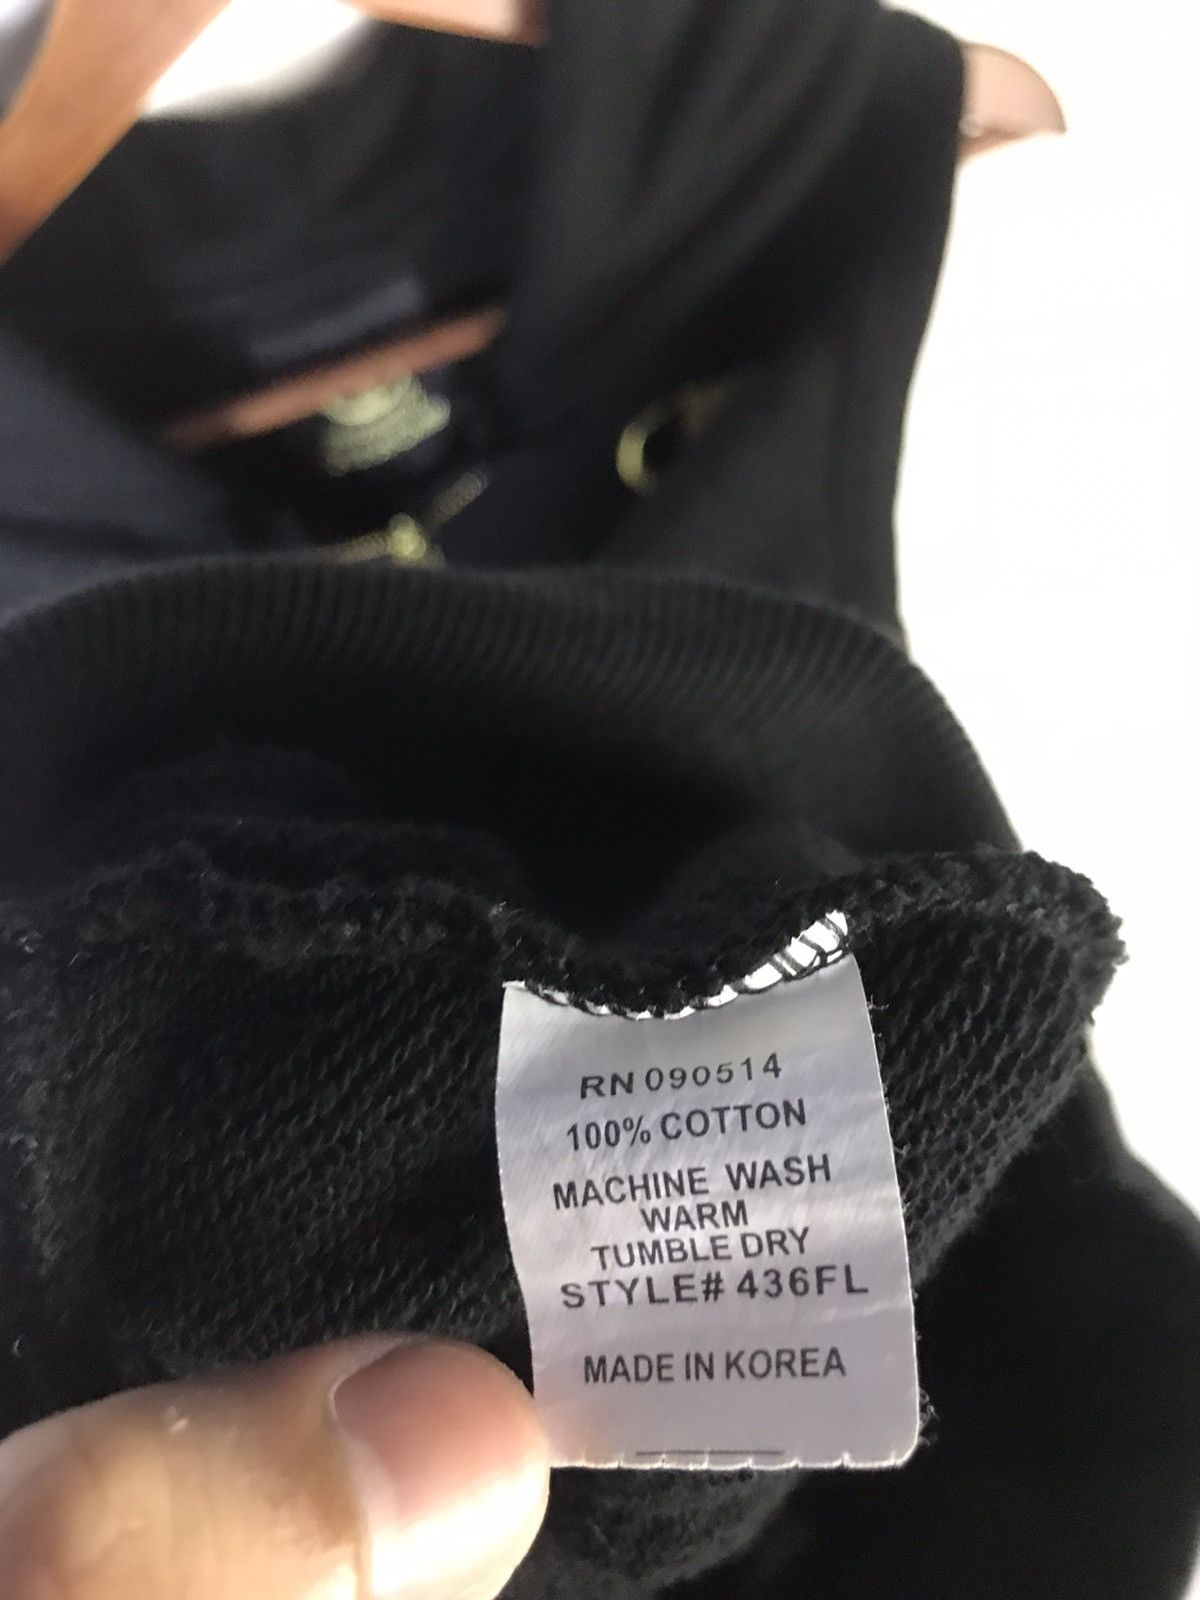 RN 090514
100% COTTON
MACHINE WASH
WARM
TUMBLE DRY
STYLE# 436FL
MADE IN KOREA